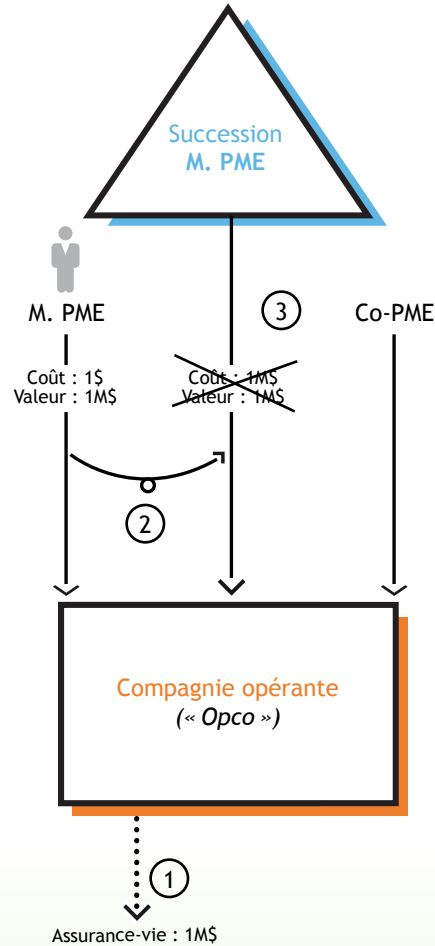 Succession
M. PME
3
M. PME
Co-PME
Coût : 1$
Valeur : 1M$
Coût : 1M$
Valeur : 1M$
2
Compagnie opérante
(« Opco »)
1
Assurance-vie : 1M$